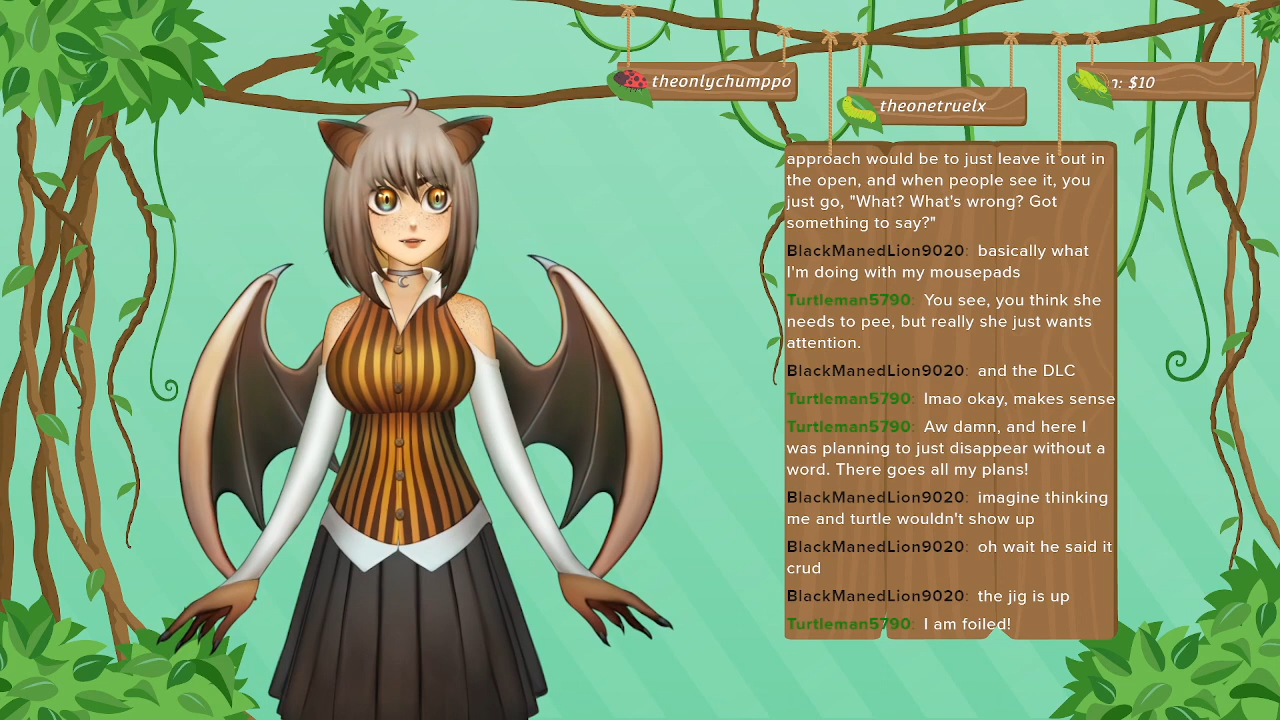 theonlychumppo
theonetruelx
n: $10
approach would be to just leave it out in
the open, and when people see it, you
just go, "What? What's wrong? Got
something to say?"
BlackManedLion9020: basically what
I'm doing with my mousepads
Turtleman5790: You see, you think she
needs to pee, but really she just wants
attention.
BlackManedLion9020: and the DLC
Turtleman5790: lmao okay, makes sense
Turtleman5790: Aw damn, and here I
was planning to just disappear without a
word. There goes all my plans!
BlackManedLion9020: imagine thinking
me and turtle wouldn't show up
BlackManedLion9020: oh wait he said it
crud
BlackManedLion9020: the jig is up
Turtleman5790: I am foiled!